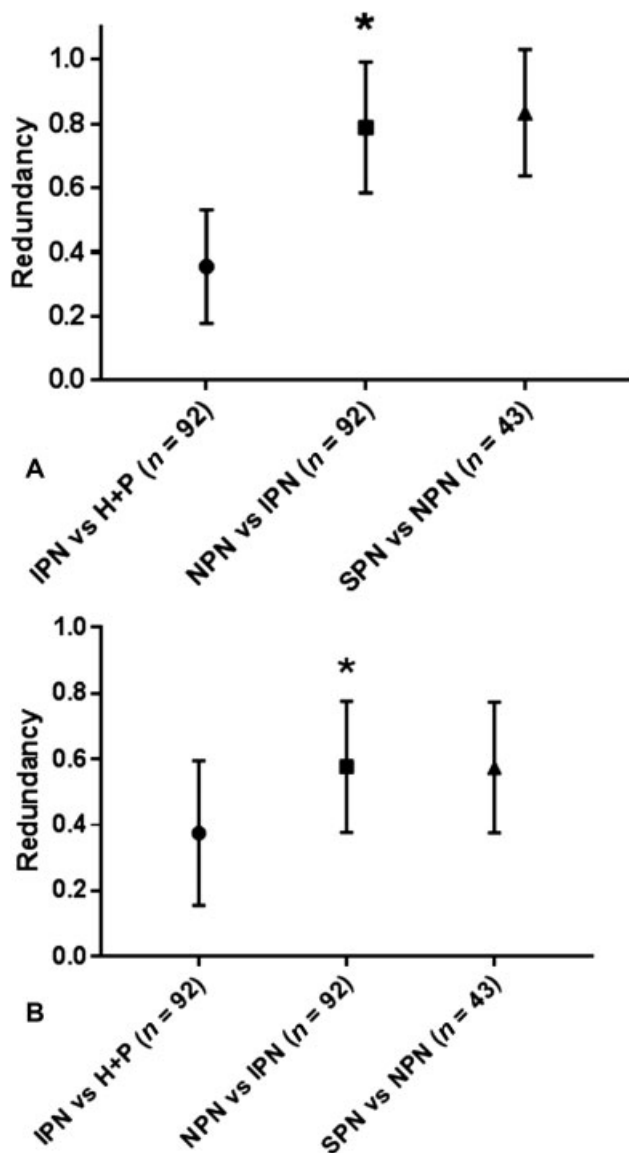 *
1.0
0.8
0.6
0.4
0.2
0.0
Redundancy
IPN vs H+P (n = 92)
NPN vs IPN (n = 92)
SPN vs NPN (n = 43)
A
1.0
*
0.8
0.6
0.4
0.2
0.0
Redundancy
IPN vs H+P (n = 92)
NPN vs IPN (n = 92)
SPN vs NPN (n = 43)
B